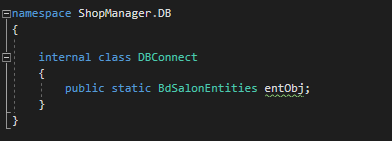 namespace ShopManager.DB
{
internal class DBConnect
{
public static BdSalonEntities entObj;
}
}